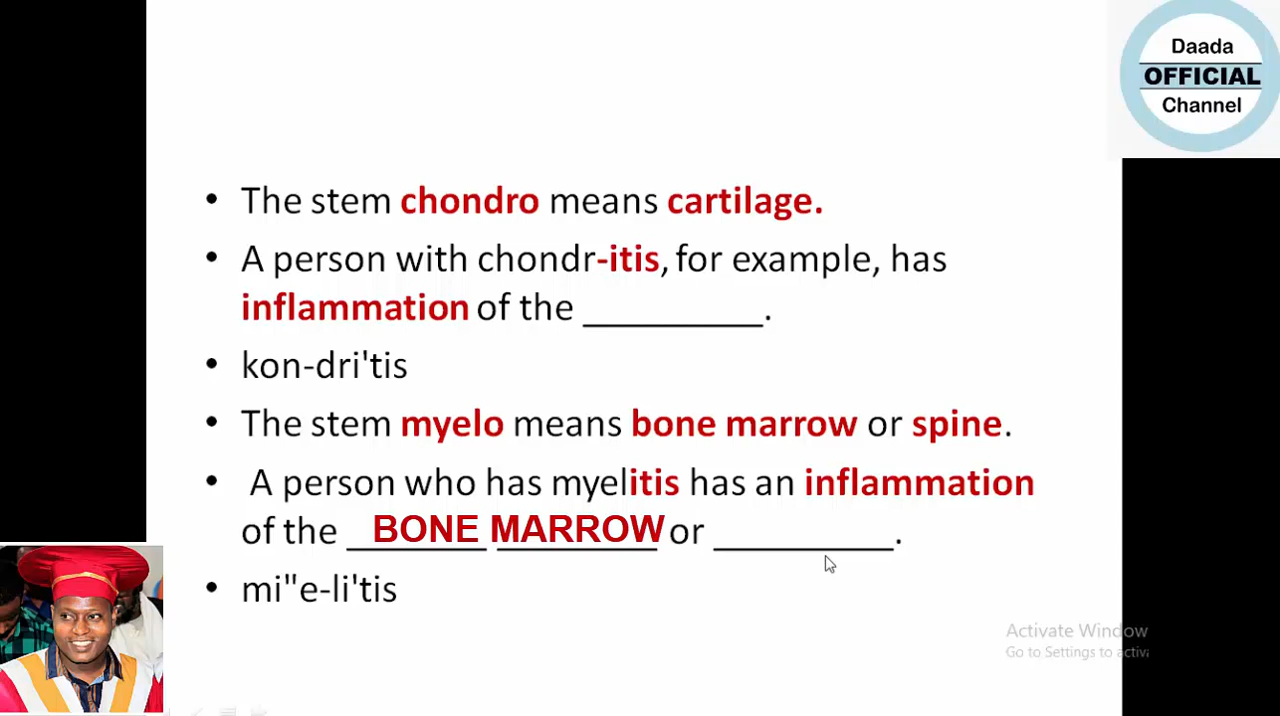 Daada
OFFICIAL
Channel
• The stem chondro means cartilage.
• A person with chondr-itis, for example, has
inflammation of the __________.
• kon-dri'tis
• The stem myelo means bone marrow or spine.
• A person who has myelitis has an inflammation
of the BONE MARROW or __________.
• mi"e-li'tis
Activate Window
Go to Settings to activa